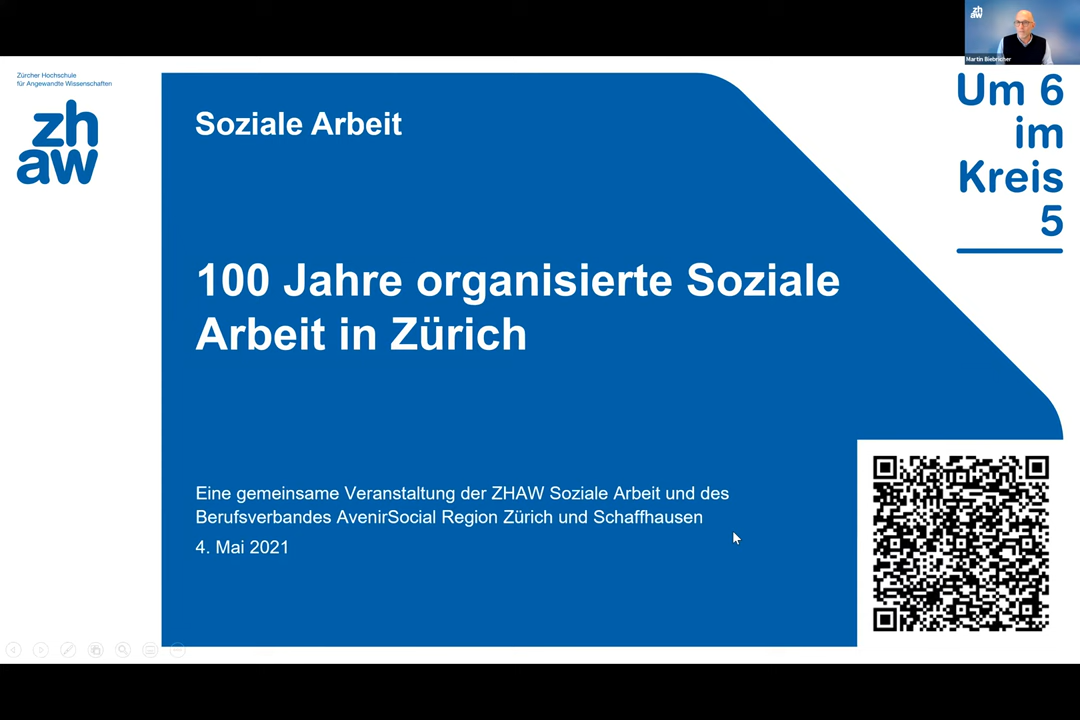 zh
aw
Martin Biebricher
Zürcher Hochschule
für Angewandte Wissenschaften
zh
aw
Um 6
im
Kreis
5
Soziale Arbeit
100 Jahre organisierte Soziale
Arbeit in Zürich
Eine gemeinsame Veranstaltung der ZHAW Soziale Arbeit und des
Berufsverbandes AvenirSocial Region Zürich und Schaffhausen
4. Mai 2021